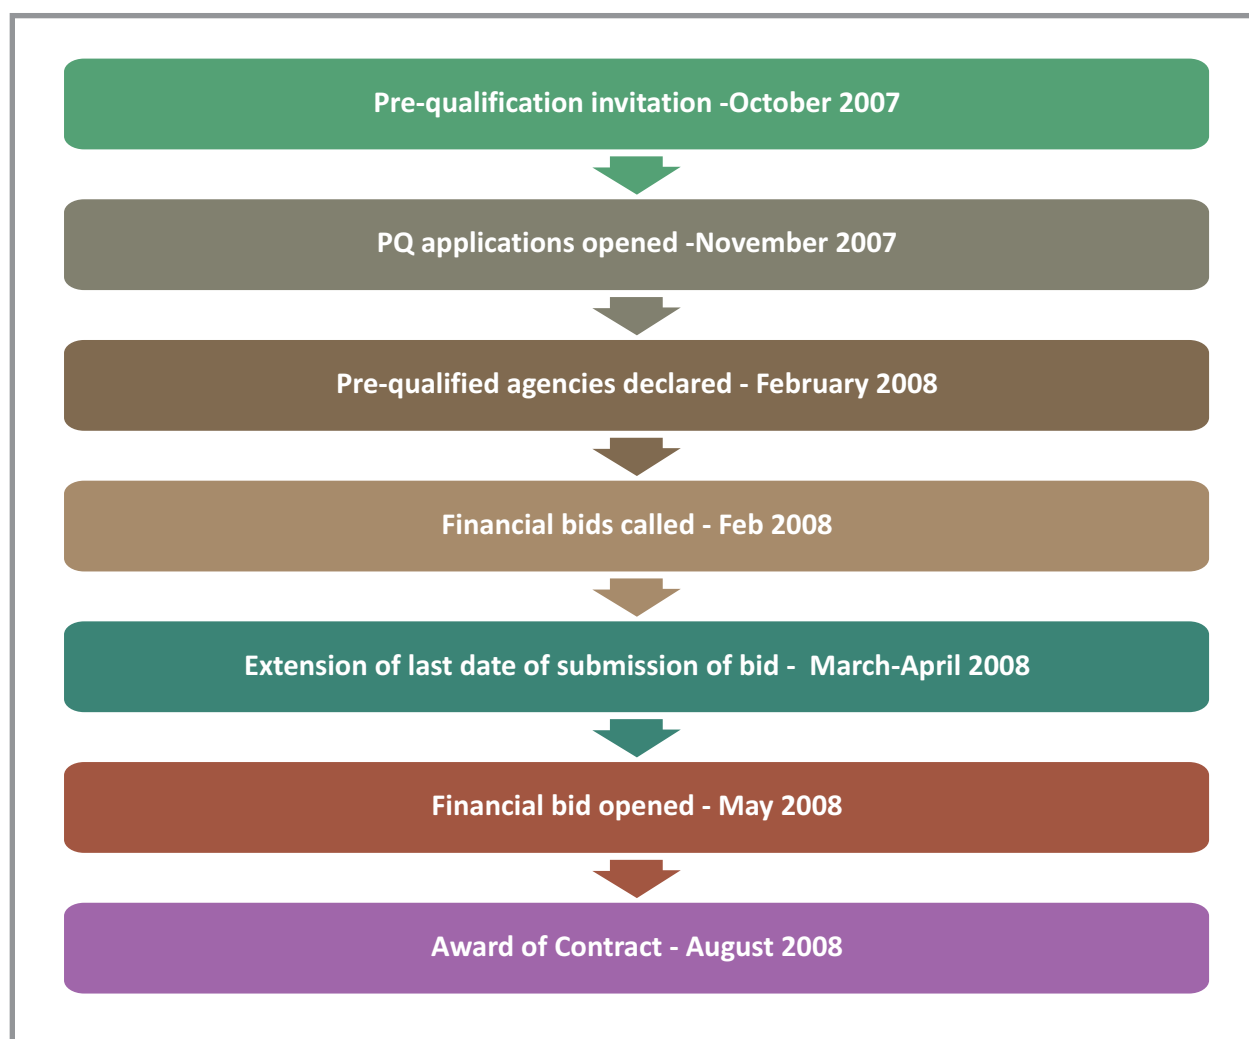 Pre-qualification invitation -October 2007
PQ applications opened -November 2007
Pre-qualified agencies declared - February 2008
Financial bids called - Feb 2008
Extension of last date of submission of bid -  March-April 2008
Financial bid opened - May 2008
Award of Contract - August 2008